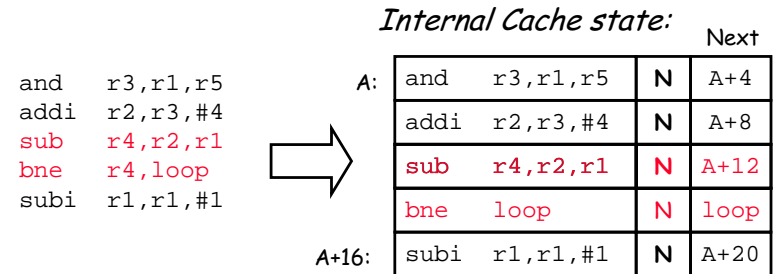 Internal Cache state:
Next
and r3,r1,r5
addi r2,r3,#4
sub r4,r2,r1
bne r4,loop
subi r1,r1,#1
A: and r3,r1,r5 N A+4
addi r2,r3,#4 N A+8
sub r4,r2,r1 N A+12
bne loop N loop
A+16: subi r1,r1,#1 N A+20